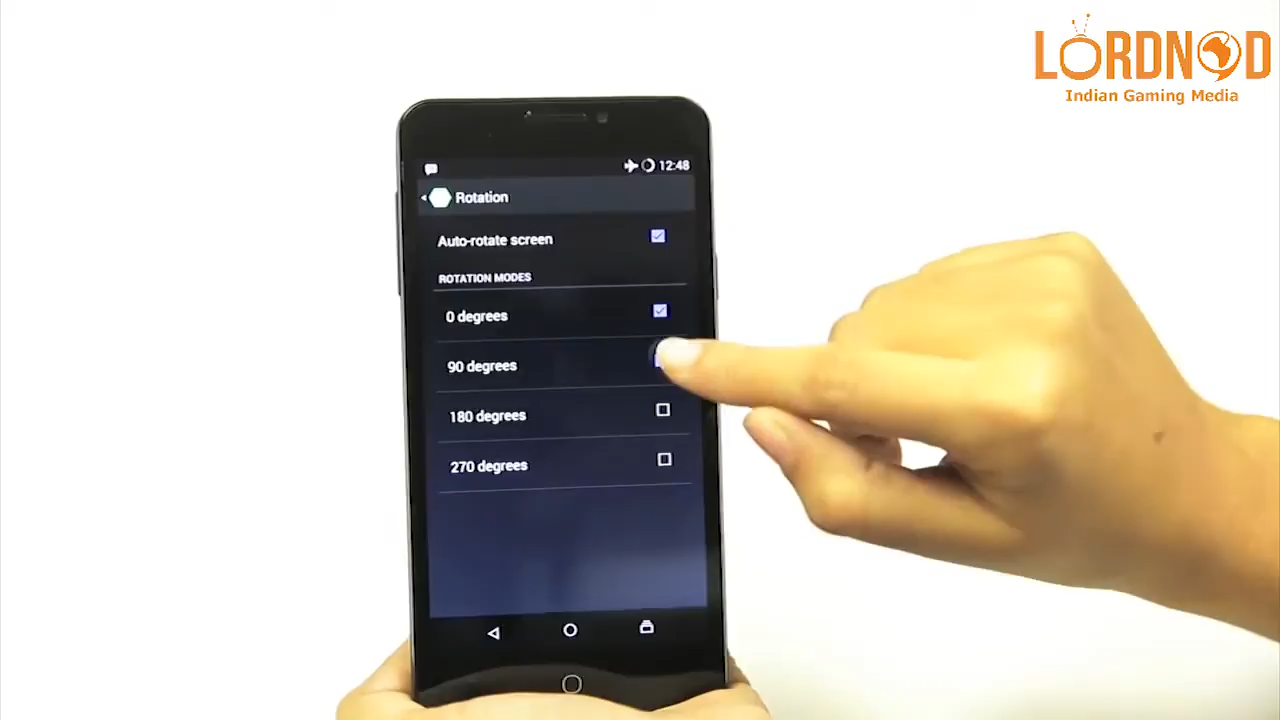 LORDNOD
Indian Gaming Media
12:48
Rotation
Auto-rotate screen
ROTATION MODES
0 degrees
90 degrees
180 degrees
270 degrees